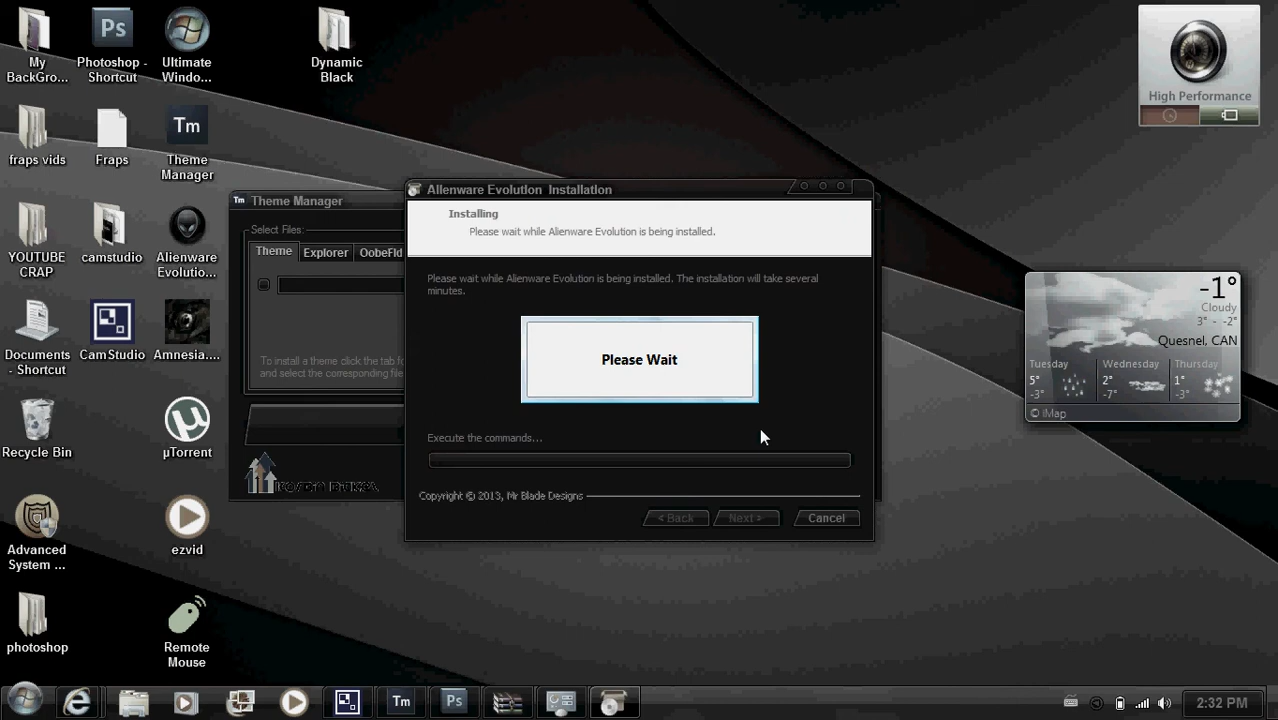 My
BackGro...
Photoshop -
Shortcut
Ultimate
Windo...
Dynamic
Black
fraps vids
Fraps
Tm
Theme
Manager
YOUTUBE
CRAP
camstudio
Alienware
Evolutio...
Documents
- Shortcut
CamStudio
Amnesia....
Recycle Bin
µTorrent
Advanced
System ...
ezvid
photoshop
Remote
Mouse
Ps
High Performance
Tm Theme Manager
Select Files:
Theme
Explorer
OobeFld
To install a theme click the tab fo
and select the corresponding file
Alienware Evolution Installation
Installing
Please wait while Alienware Evolution is being installed.
Please wait while Alienware Evolution is being installed. The installation will take several
minutes.
Please Wait
Execute the commands...
Copyright © 2013, Mr Blade Designs
< Back
Next >
Cancel
-1°
Cloudy
3° - -2°
Quesnel, CAN
Tuesday
5°
-3°
Wednesday
2°
-7°
Thursday
1°
-3°
© iMap
Tm
Ps
2:32 PM